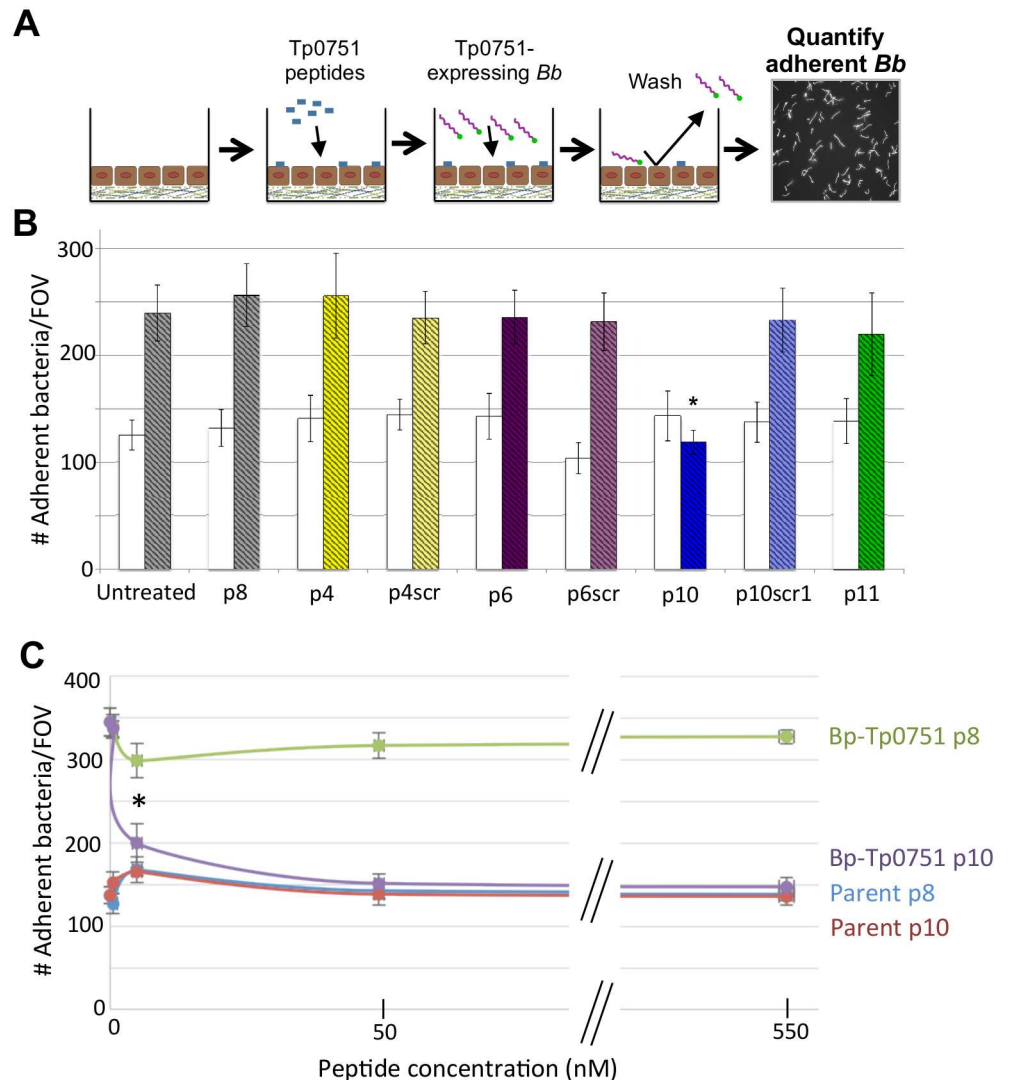 A
Tp0751
peptides
Tp0751-
expressing Bb
Wash
Quantify
adherent Bb
B
# Adherent bacteria/FOV
300
200
100
0
Untreated p8 p4 p4scr p6 p6scr p10 p10scr1 p11
*
C
# Adherent bacteria/FOV
400
300
200
100
0
*
Bp-Tp0751 p8
Bp-Tp0751 p10
Parent p8
Parent p10
0 50 550
Peptide concentration (nM)